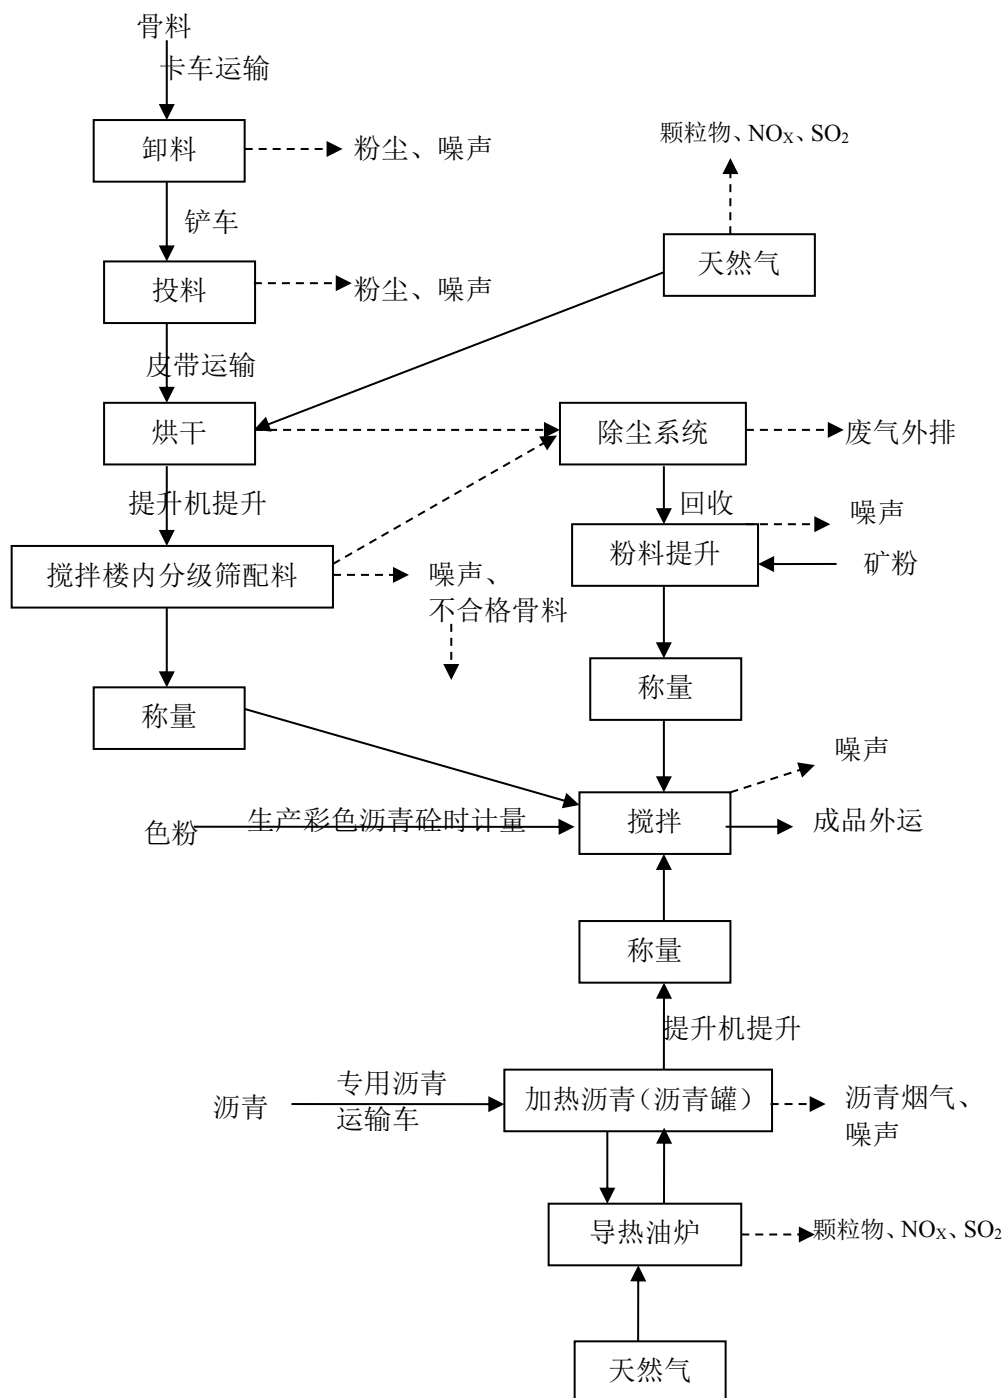 骨料
卡车运输
卸料
粉尘、噪声
颗粒物、NOX、SO2
铲车
天然气
投料
粉尘、噪声
皮带运输
烘干
除尘系统
废气外排
提升机提升
回收
噪声
搅拌楼内分级筛配料
粉料提升
矿粉
噪声、
不合格骨料
称量
称量
噪声
色粉
生产彩色沥青砼时计量
搅拌
成品外运
称量
提升机提升
沥青
专用沥青
运输车
加热沥青（沥青罐）
沥青烟气、
噪声
导热油炉
颗粒物、NOX、SO2
天然气